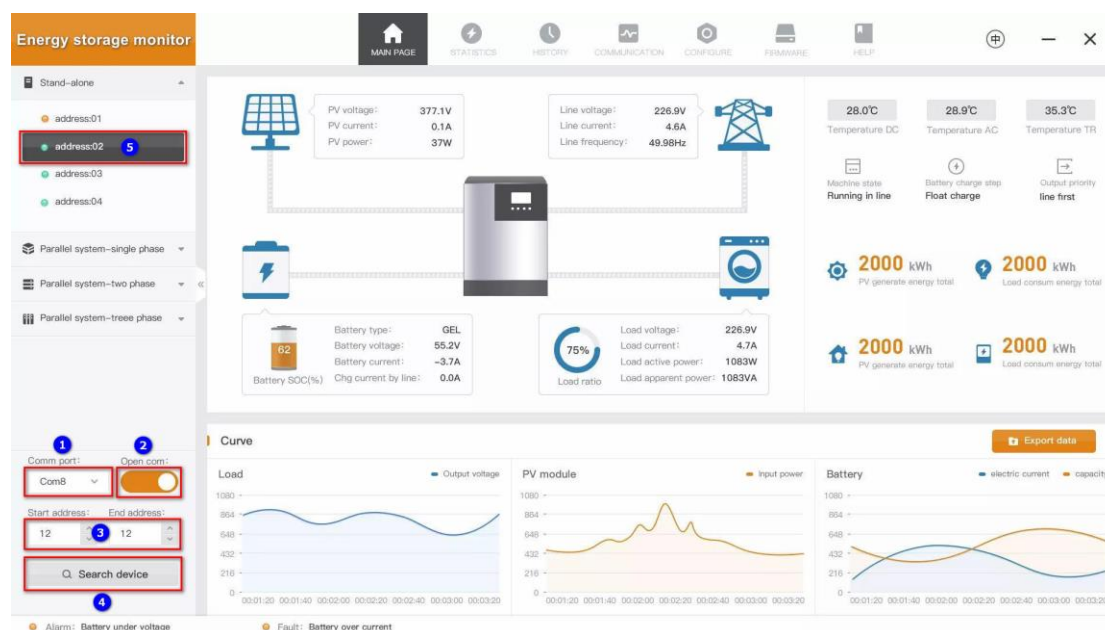 Energy storage monitor
MAIN PAGE
STATISTICS
HISTORY
COMMUNICATION
CONFIGURE
FIRMWARE
HELP
中
Stand-alone
address:01
address:02
5
address:03
address:04
Parallel system-single phase
Parallel system-two phase
Parallel system-treee phase
PV voltage: 377.1V
PV current: 0.1A
PV power: 37W
Line voltage: 226.9V
Line current: 4.6A
Line frequency: 49.98Hz
62
Battery SOC(%)
Battery type: GEL
Battery voltage: 55.2V
Battery current: -3.7A
Chg current by line: 0.0A
75%
Load ratio
Load voltage: 226.9V
Load current: 4.7A
Load active power: 1083W
Load apparent power: 1083VA
28.0℃
Temperature DC
28.9℃
Temperature AC
35.3℃
Temperature TR
Machine state
Running in line
Battery charge step
Float charge
Output priority
line first
2000 kWh
PV generate energy total
2000 kWh
Load consum energy total
2000 kWh
PV generate energy total
2000 kWh
Load consum energy total
1
2
Comm port:
Open com:
Com8
Start address:
End address:
12
3
12
Search device
4
Curve
Export data
Load
Output voltage
1080
864
648
432
216
0
00:01:20 00:01:40 00:02:00 00:02:20 00:02:40 00:03:00 00:03:20
PV module
Input power
1080
864
648
432
216
0
00:01:20 00:01:40 00:02:00 00:02:20 00:02:40 00:03:00 00:03:20
Battery
electric current
capacity
1080
864
648
432
216
0
00:01:20 00:01:40 00:02:00 00:02:20 00:02:40 00:03:00
Alarm: Battery under voltage
Fault: Battery over current